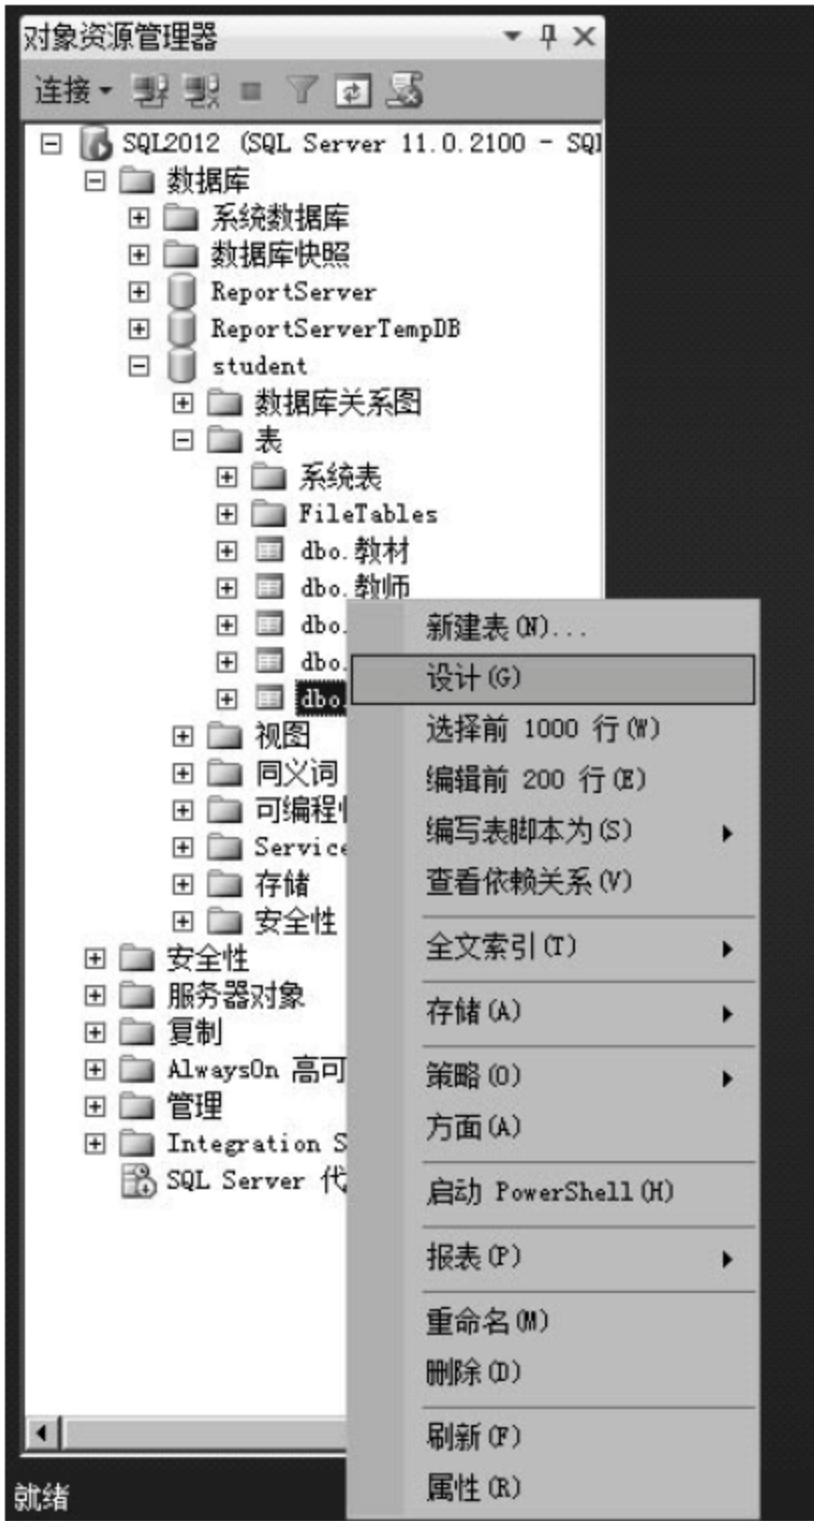 对象资源管理器
连接
SQL2012 (SQL Server 11.0.2100 - SQ
数据库
系统数据库
数据库快照
ReportServer
ReportServerTempDB
student
数据库关系图
表
系统表
FileTables
dbo.教材
dbo.教师
dbo.
dbo.
dbo.
视图
同义词
可编程
Service
存储
安全性
安全性
服务器对象
复制
AlwaysOn 高可
管理
Integration S
SQL Server 代
就绪
新建表(N)...
设计(G)
选择前 1000 行(W)
编辑前 200 行(E)
编写表脚本为(S)
查看依赖关系(V)
全文索引(T)
存储(A)
策略(O)
方面(A)
启动 PowerShell(H)
报表(P)
重命名(M)
删除(D)
刷新(F)
属性(R)